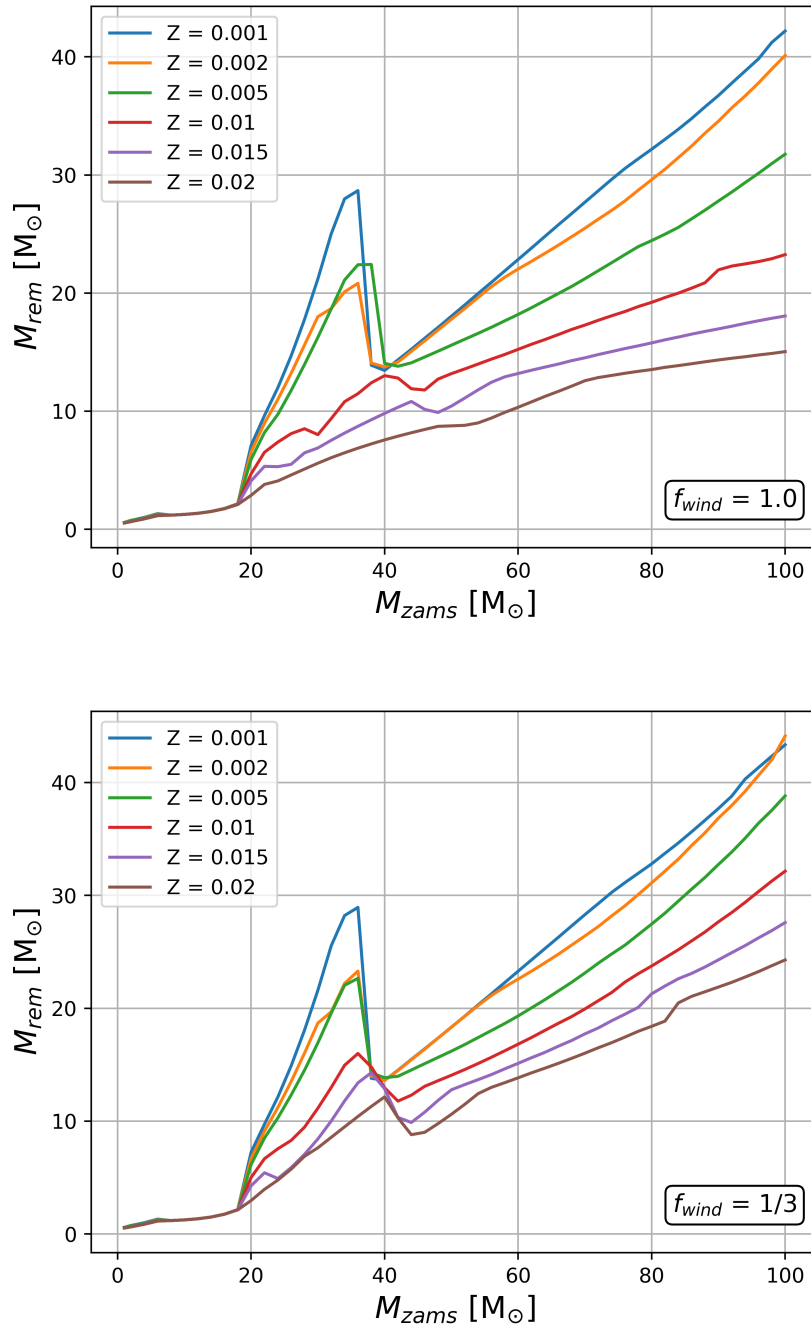 Z = 0.001
Z = 0.002
Z = 0.005
Z = 0.01
Z = 0.015
Z = 0.02
40
30
20
10
0
M_rem [M_⊙]
f_wind = 1.0
0 20 40 60 80 100
M_zams [M_⊙]
Z = 0.001
Z = 0.002
Z = 0.005
Z = 0.01
Z = 0.015
Z = 0.02
40
30
20
10
0
M_rem [M_⊙]
f_wind = 1/3
0 20 40 60 80 100
M_zams [M_⊙]